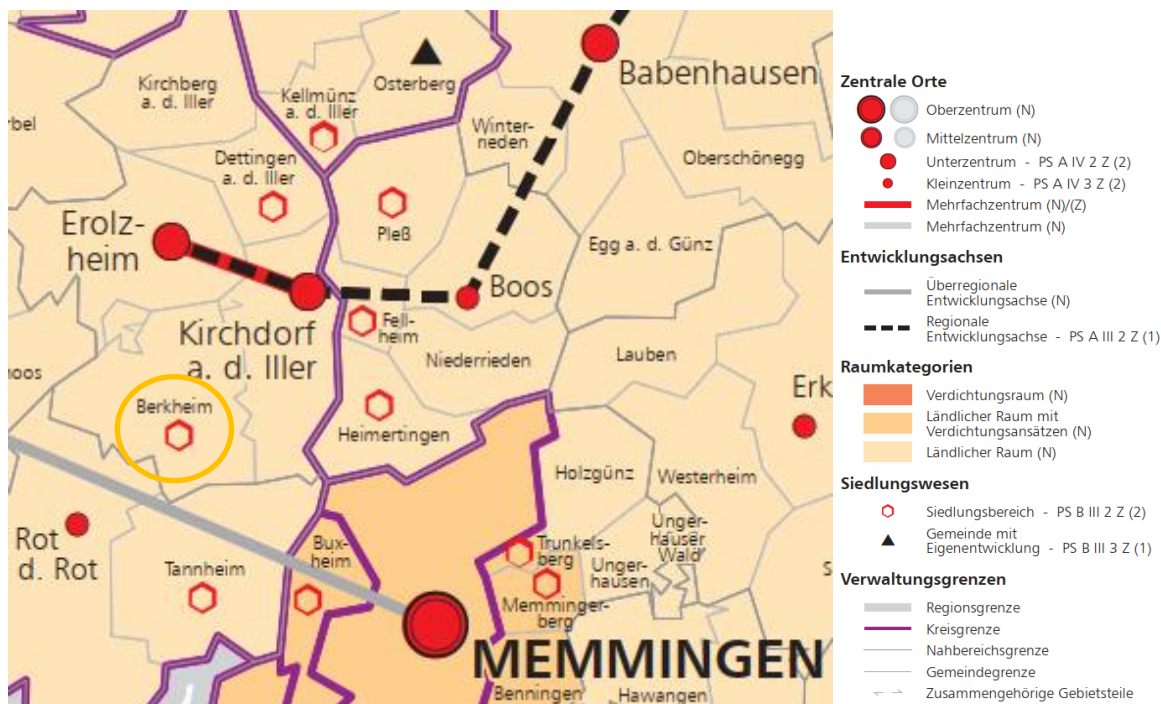 Kirchberg
a. d. Iller
Osterberg
Kellmünz
a. d. Iller
Babenhausen
rbel
Winter-
rieden
Dettingen
a. d. Iller
Oberschönegg
Erolz-
heim
Pleß
Egg a. d. Günz
Boos
Kirchdorf
a. d. Iller
Fell-
heim
Niederrieden
Lauben
oos
Erk
Berkheim
Heimertingen
Holzgünz
Westerheim
Rot
d. Rot
Bux-
heim
Trunkels-
berg
Unger-
häuser
Wald
Unger-
hausen
Tannheim
Memminger-
berg
S
MEMMINGEN
Benningen
Hawangen
Zentrale Orte
Oberzentrum (N)
Mittelzentrum (N)
Unterzentrum - PS A IV 2 Z (2)
Kleinzentrum - PS A IV 3 Z (2)
Mehrfachzentrum (N)/(Z)
Mehrfachzentrum (N)
Entwicklungsachsen
Überregionale
Entwicklungsachse (N)
Regionale
Entwicklungsachse - PS A III 2 Z (1)
Raumkategorien
Verdichtungsraum (N)
Ländlicher Raum mit
Verdichtungsansätzen (N)
Ländlicher Raum (N)
Siedlungswesen
Siedlungsbereich - PS B III 2 Z (2)
Gemeinde mit
Eigenentwicklung - PS B III 3 Z (1)
Verwaltungsgrenzen
Regionsgrenze
Kreisgrenze
Nahbereichsgrenze
Gemeindegrenze
Zusammengehörige Gebietsteile